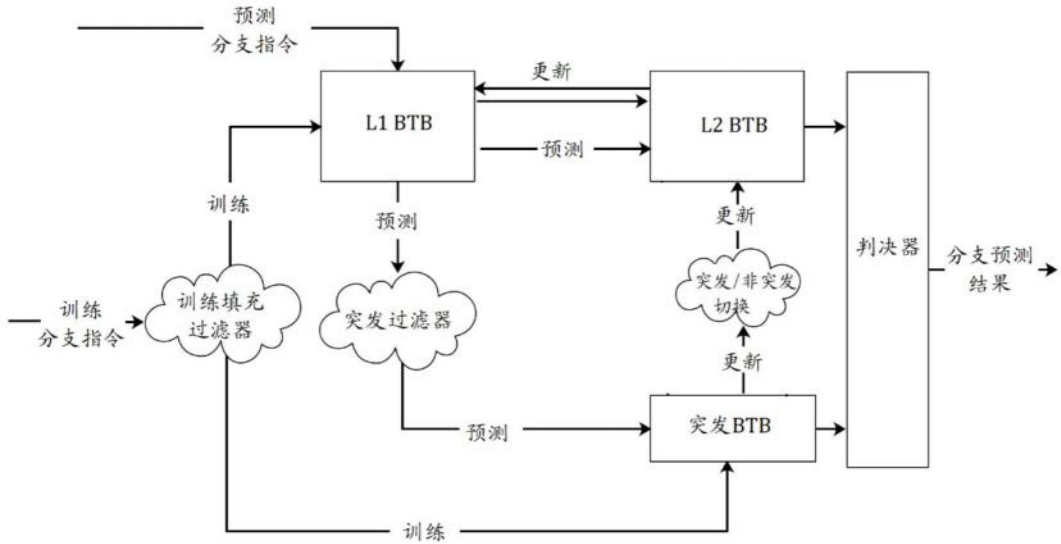 预测
分支指令
更新
L1 BTB
L2 BTB
预测
训练
预测
更新
判决器
分支预测
结果
训练
分支指令
训练填充
过滤器
突发过滤器
突发/非突发
切换
更新
预测
突发BTB
训练